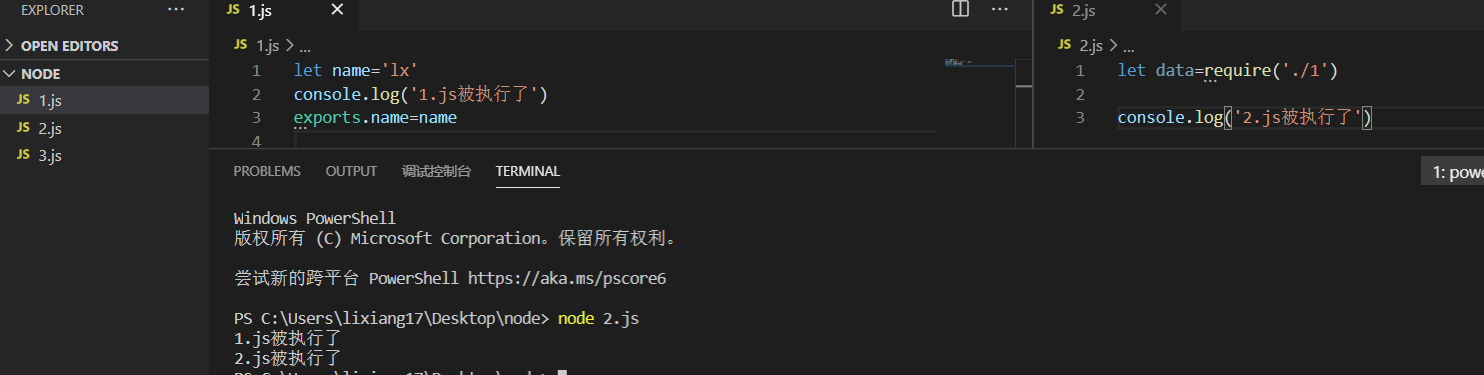 EXPLORER ...
OPEN EDITORS
NODE
JS 1.js
JS 2.js
JS 3.js
JS 1.js
JS 1.js > ...
1 let name='lx'
2 console.log('1.js被执行了')
3 exports.name=name
4
JS 2.js
JS 2.js > ...
1 let data=require('./1')
2
3 console.log('2.js被执行了')
PROBLEMS OUTPUT 调试控制台 TERMINAL
1: powe
Windows PowerShell
版权所有 (C) Microsoft Corporation。保留所有权利。
尝试新的跨平台 PowerShell https://aka.ms/pscore6
PS C:\Users\lixiang17\Desktop\node> node 2.js
1.js被执行了
2.js被执行了
PS C:\Users\lixiang17\Desktop\node>